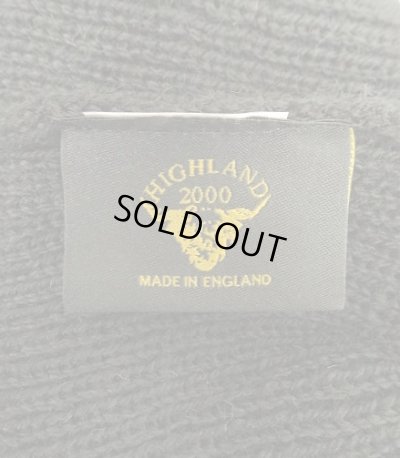 HIGHLAND
2000
SOLD OUT
MADE IN ENGLAND